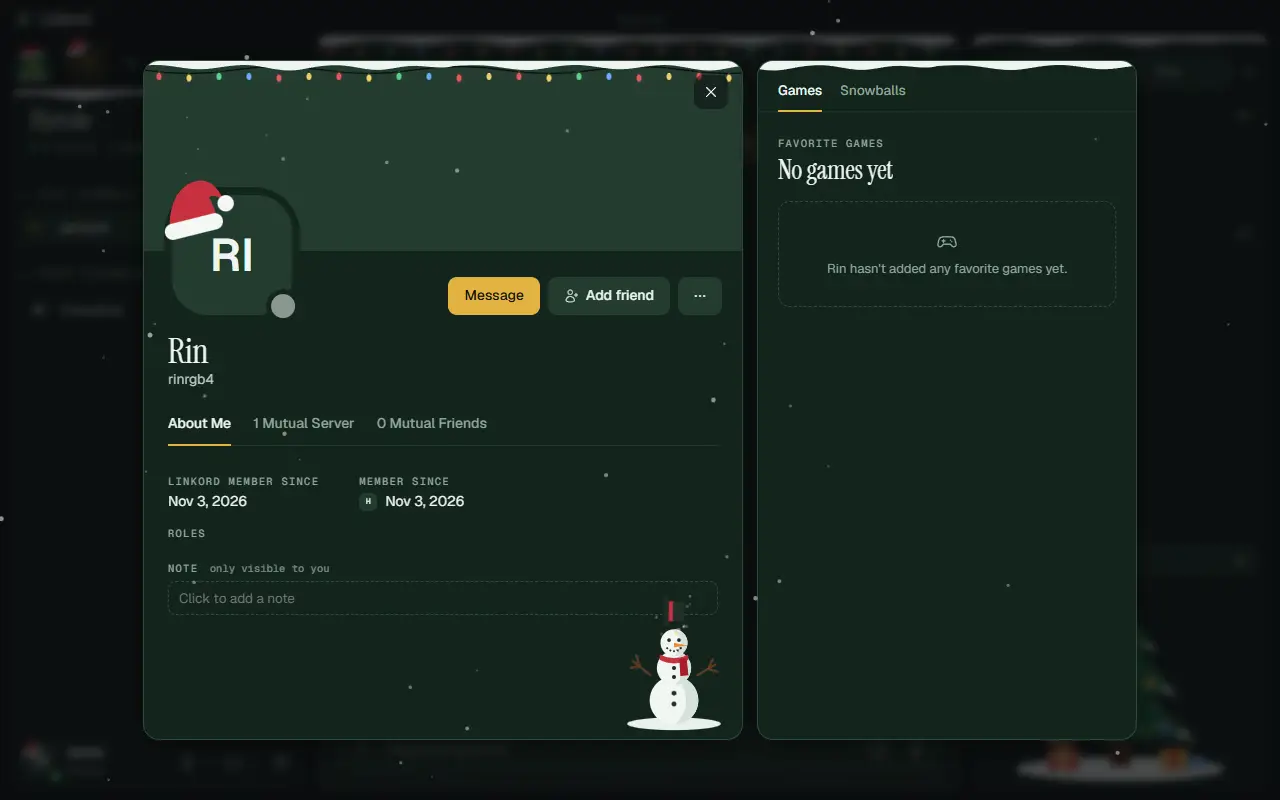 RI
Message
Add friend
Rin
rinrgb4
About Me
1 Mutual Server
0 Mutual Friends
LINKORD MEMBER SINCE
Nov 3, 2026
MEMBER SINCE
H
Nov 3, 2026
ROLES
NOTE only visible to you
Click to add a note
Games
Snowballs
FAVORITE GAMES
No games yet
Rin hasn't added any favorite games yet.